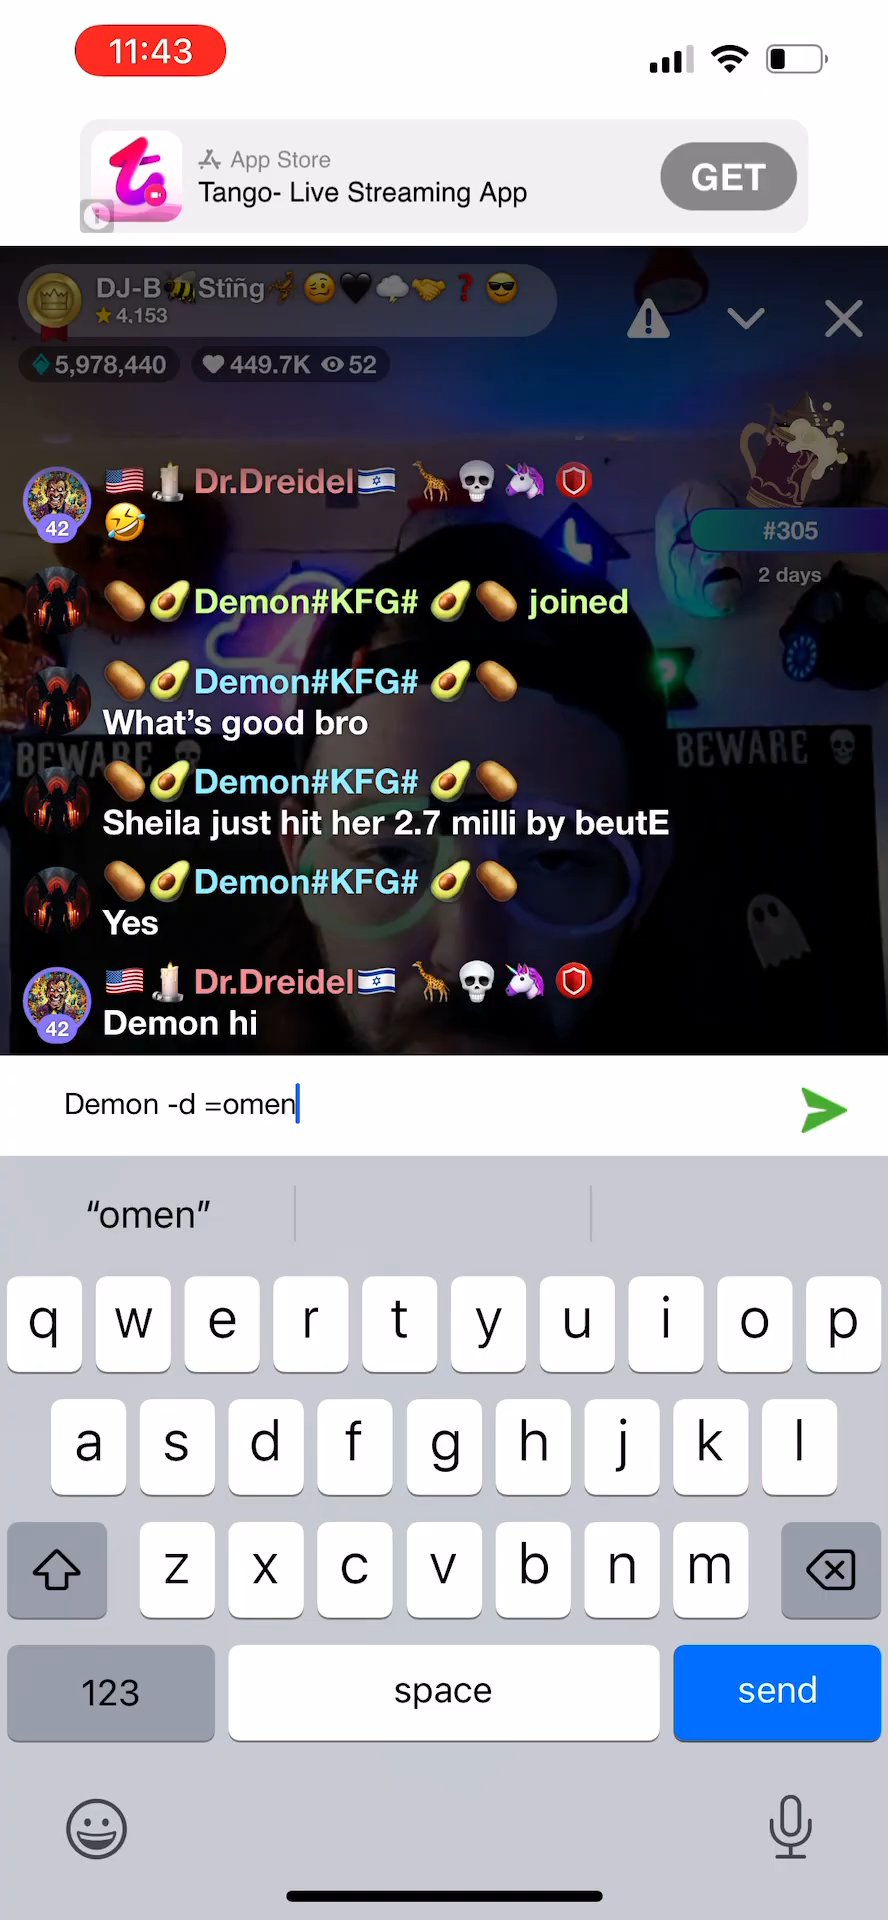 11:43
App Store
Tango- Live Streaming App
GET
DJ-B🐝Stîñg🦂🥴🖤🌩️🤝❓😎
4.153
5,978,440
449.7K
52
🇺🇸🕯️Dr.Dreidel🇮🇱 🦒💀🦄
🤣
42
#305
2 days
🥔🥑Demon#KFG# 🥑🥔 joined
🥔🥑Demon#KFG# 🥑🥔
What's good bro
BEWARE
BEWARE
🥔🥑Demon#KFG# 🥑🥔
Sheila just hit her 2.7 milli by beutE
🥔🥑Demon#KFG# 🥑🥔
Yes
🇺🇸🕯️Dr.Dreidel🇮🇱 🦒💀🦄
Demon hi
42
Demon -d =omen
“omen”
q w e r t y u i o p
a s d f g h j k l
z x c v b n m
123 space send